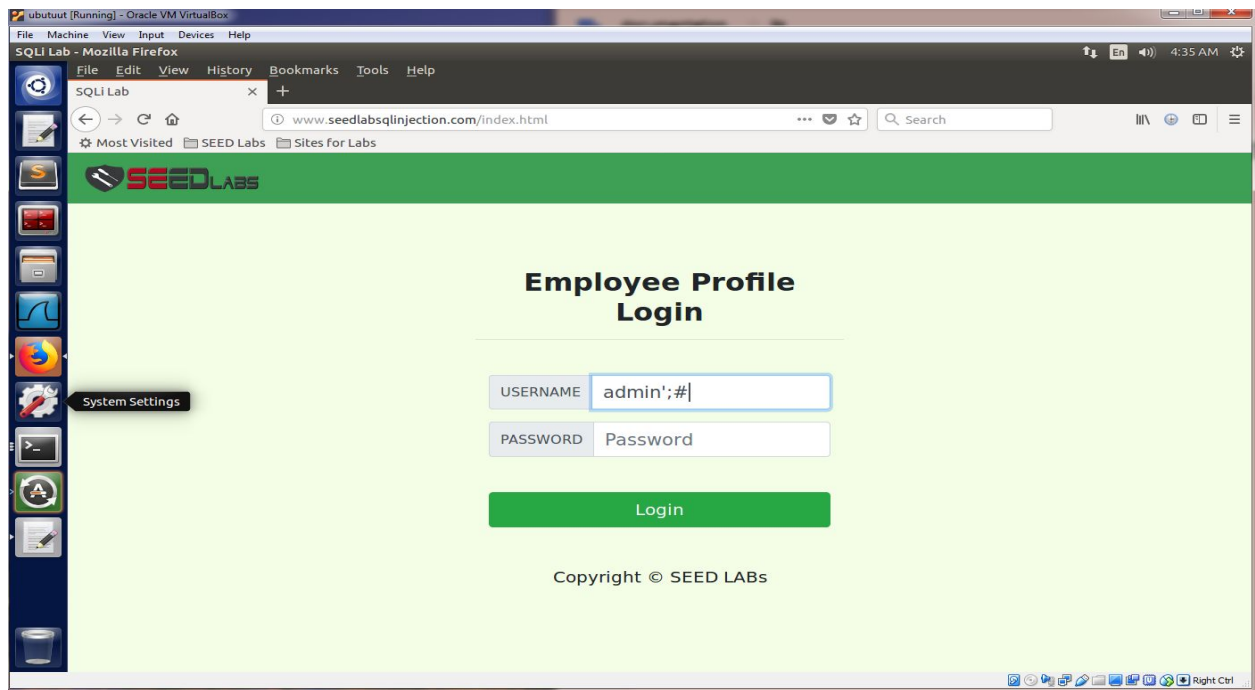 ubutuut [Running] - Oracle VM VirtualBox
File Machine View Input Devices Help
SQLi Lab - Mozilla Firefox
En 4:35 AM
File Edit View History Bookmarks Tools Help
SQLi Lab
www.seedlabsqlinjection.com/index.html
Search
Most Visited SEED Labs Sites for Labs
SEEDLABS
Employee Profile
Login
USERNAME admin';#
System Settings
PASSWORD Password
Login
Copyright © SEED LABs
Right Ctrl